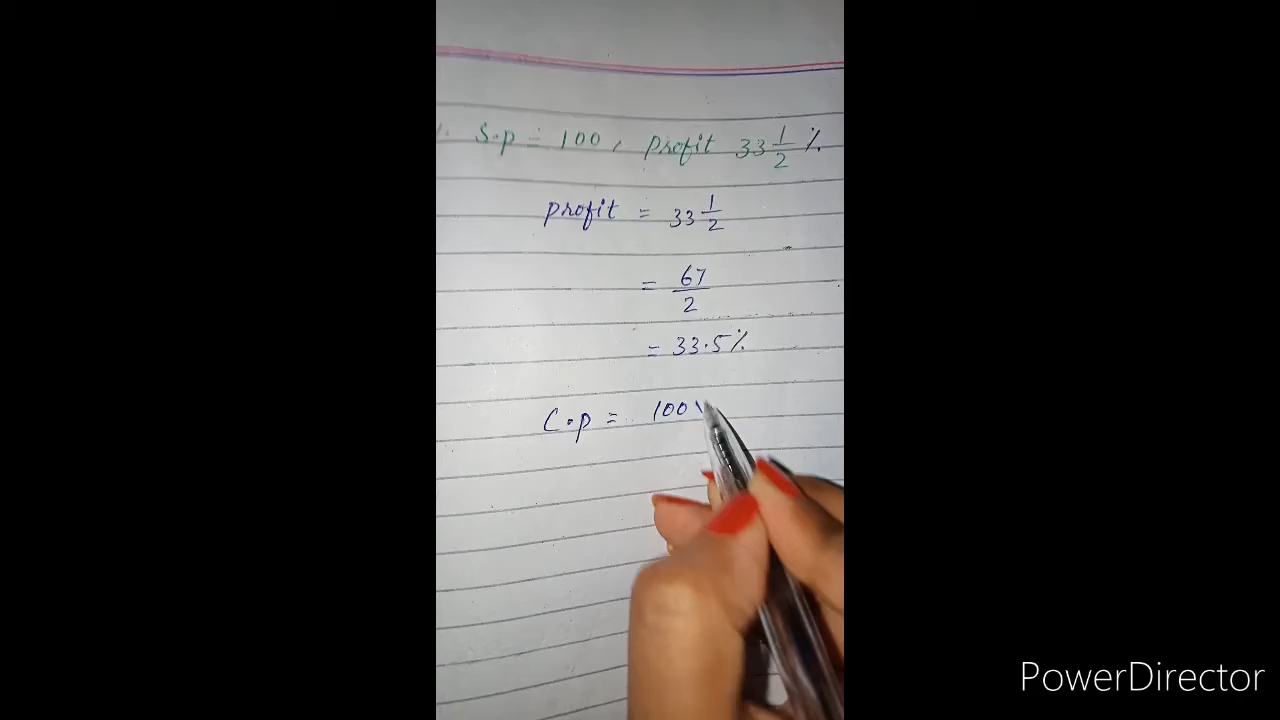 S.p = 100, profit 33 1/2 %
profit = 33 1/2
= 67/2
= 33.5%
C.p = 100
PowerDirector